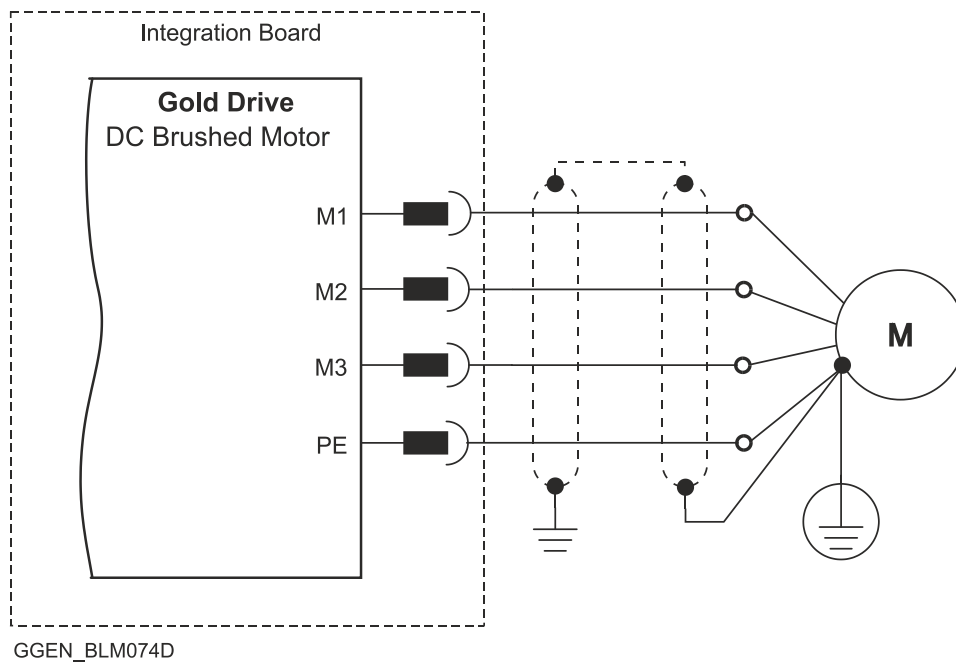 Integration Board
Gold Drive
DC Brushed Motor
M1
M2
M3
PE
M
GGEN_BLM074D